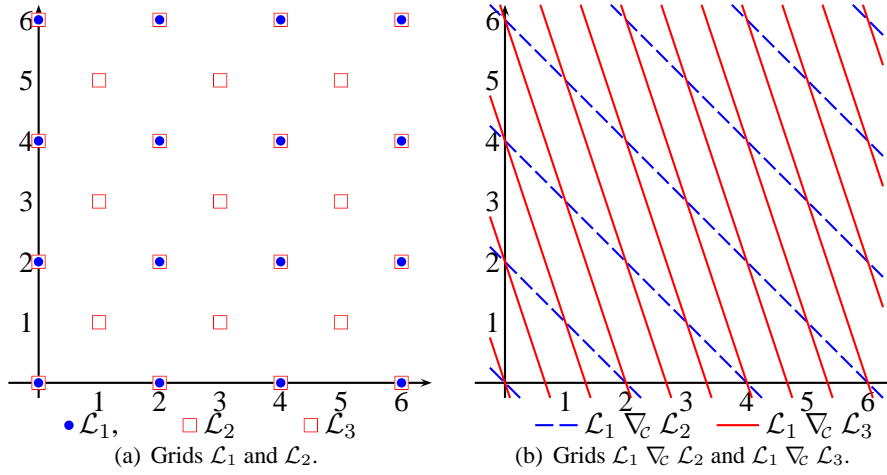 6 6
5 5
4 4
3 3
2 2
1 1
1 2 3 4 5 6 1 2 3 4 5 6
ℒ₁, ℒ₂ ℒ₃ ℒ₁ ∇c ℒ₂ ℒ₁ ∇c ℒ₃
(a) Grids ℒ₁ and ℒ₂. (b) Grids ℒ₁ ∇c ℒ₂ and ℒ₁ ∇c ℒ₃.